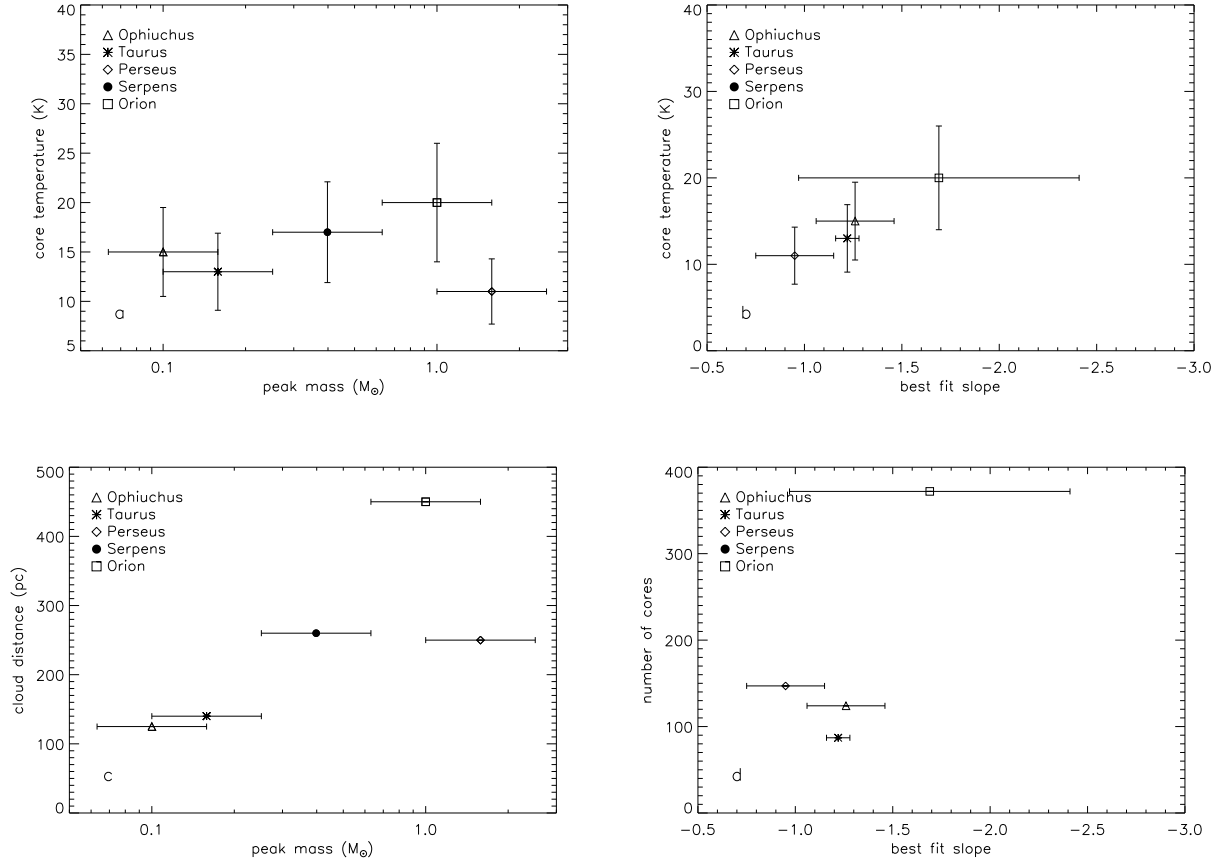 40
35
30
25
20
15
10
5
core temperature (K)
△ Ophiuchus
✳ Taurus
◇ Perseus
● Serpens
□ Orion
a
0.1 1.0
peak mass (M⊙)
40
30
20
10
0
core temperature (K)
△ Ophiuchus
✳ Taurus
◇ Perseus
● Serpens
□ Orion
b
−0.5 −1.0 −1.5 −2.0 −2.5 −3.0
best fit slope
500
400
300
200
100
0
cloud distance (pc)
△ Ophiuchus
✳ Taurus
◇ Perseus
● Serpens
□ Orion
c
0.1 1.0
peak mass (M⊙)
400
300
200
100
0
number of cores
△ Ophiuchus
✳ Taurus
◇ Perseus
● Serpens
□ Orion
d
−0.5 −1.0 −1.5 −2.0 −2.5 −3.0
best fit slope